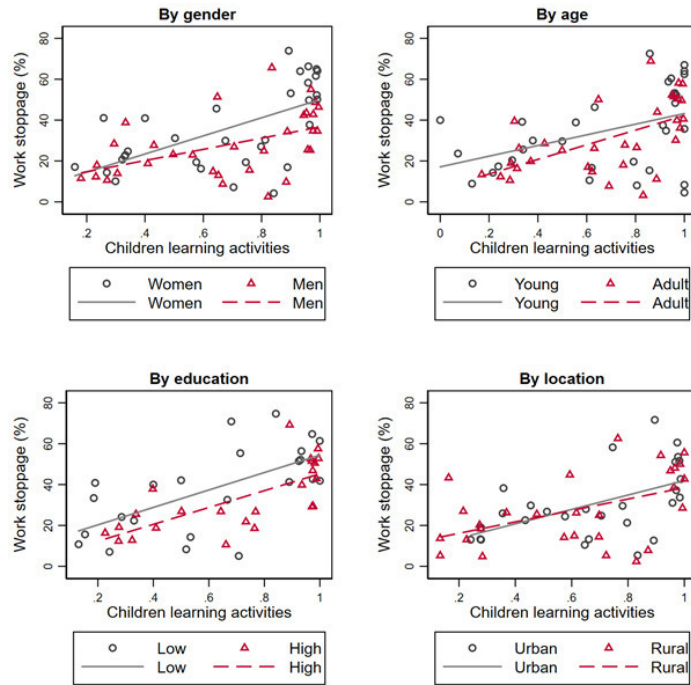 By gender
Work stoppage (%)
80
60
40
20
0
.2 .4 .6 .8 1
Children learning activities
Women Men
Women Men
By age
Work stoppage (%)
80
60
40
20
0
0 .2 .4 .6 .8 1
Children learning activities
Young Adult
Young Adult
By education
Work stoppage (%)
80
60
40
20
0
.1 .4 .6 .8 1
Children learning activities
Low High
Low High
By location
Work stoppage (%)
80
60
40
20
0
0 .2 .4 .6 .8 1
Children learning activities
Urban Rural
Urban Rural